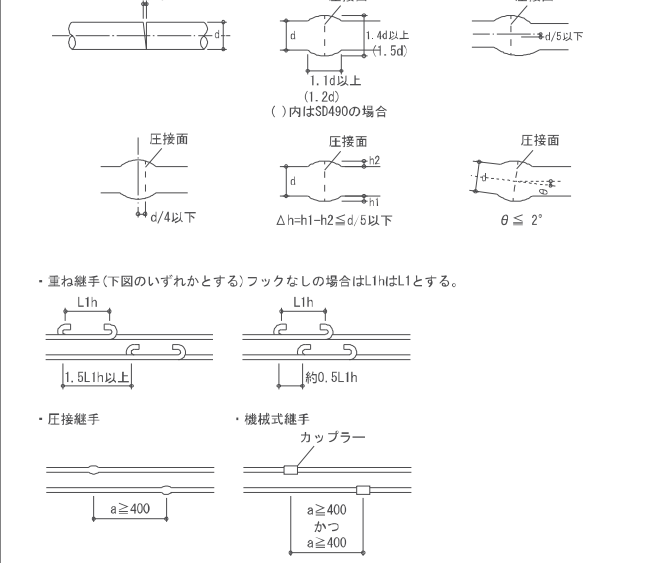 圧接面
圧接面
d
d
1.4d以上
(1.5d)
d/5以下
1.1d以上
(1.2d)
( )内はSD490の場合
圧接面
圧接面
圧接面
h2
d
d
h1
θ
d/4以下
Δh=h1-h2≦d/5以下
θ ≦ 2°
・重ね継手(下図のいずれかとする)フックなしの場合はL1hはL1とする。
L1h
L1h
1.5L1h以上
約0.5L1h
・圧接継手
・機械式継手
カップラー
a≧400
a≧400
かつ
a≧400